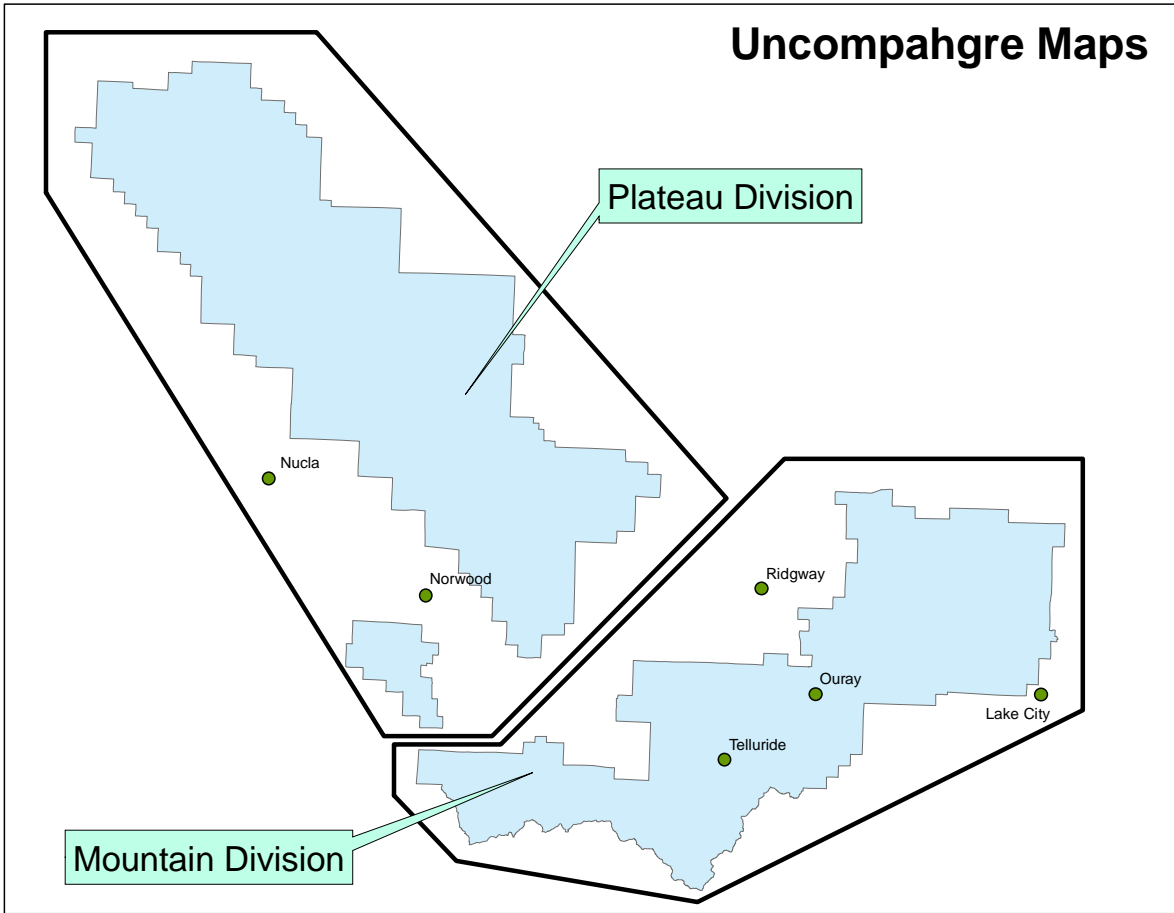 Uncompahgre Maps
Plateau Division
Nucla
Norwood
Ridgway
Ouray
Lake City
Telluride
Mountain Division